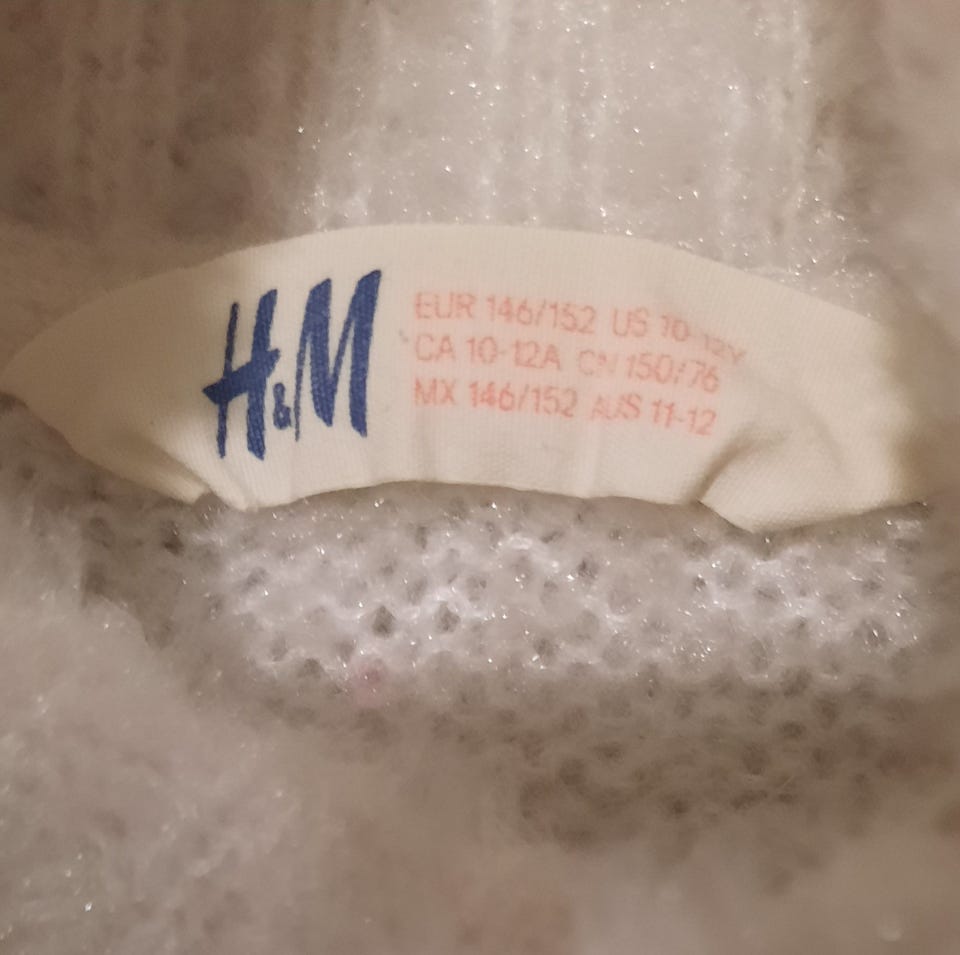 H&M
EUR 146/152 US 10-12Y
CA 10-12A CN 150/76
MX 146/152 AUS 11-12